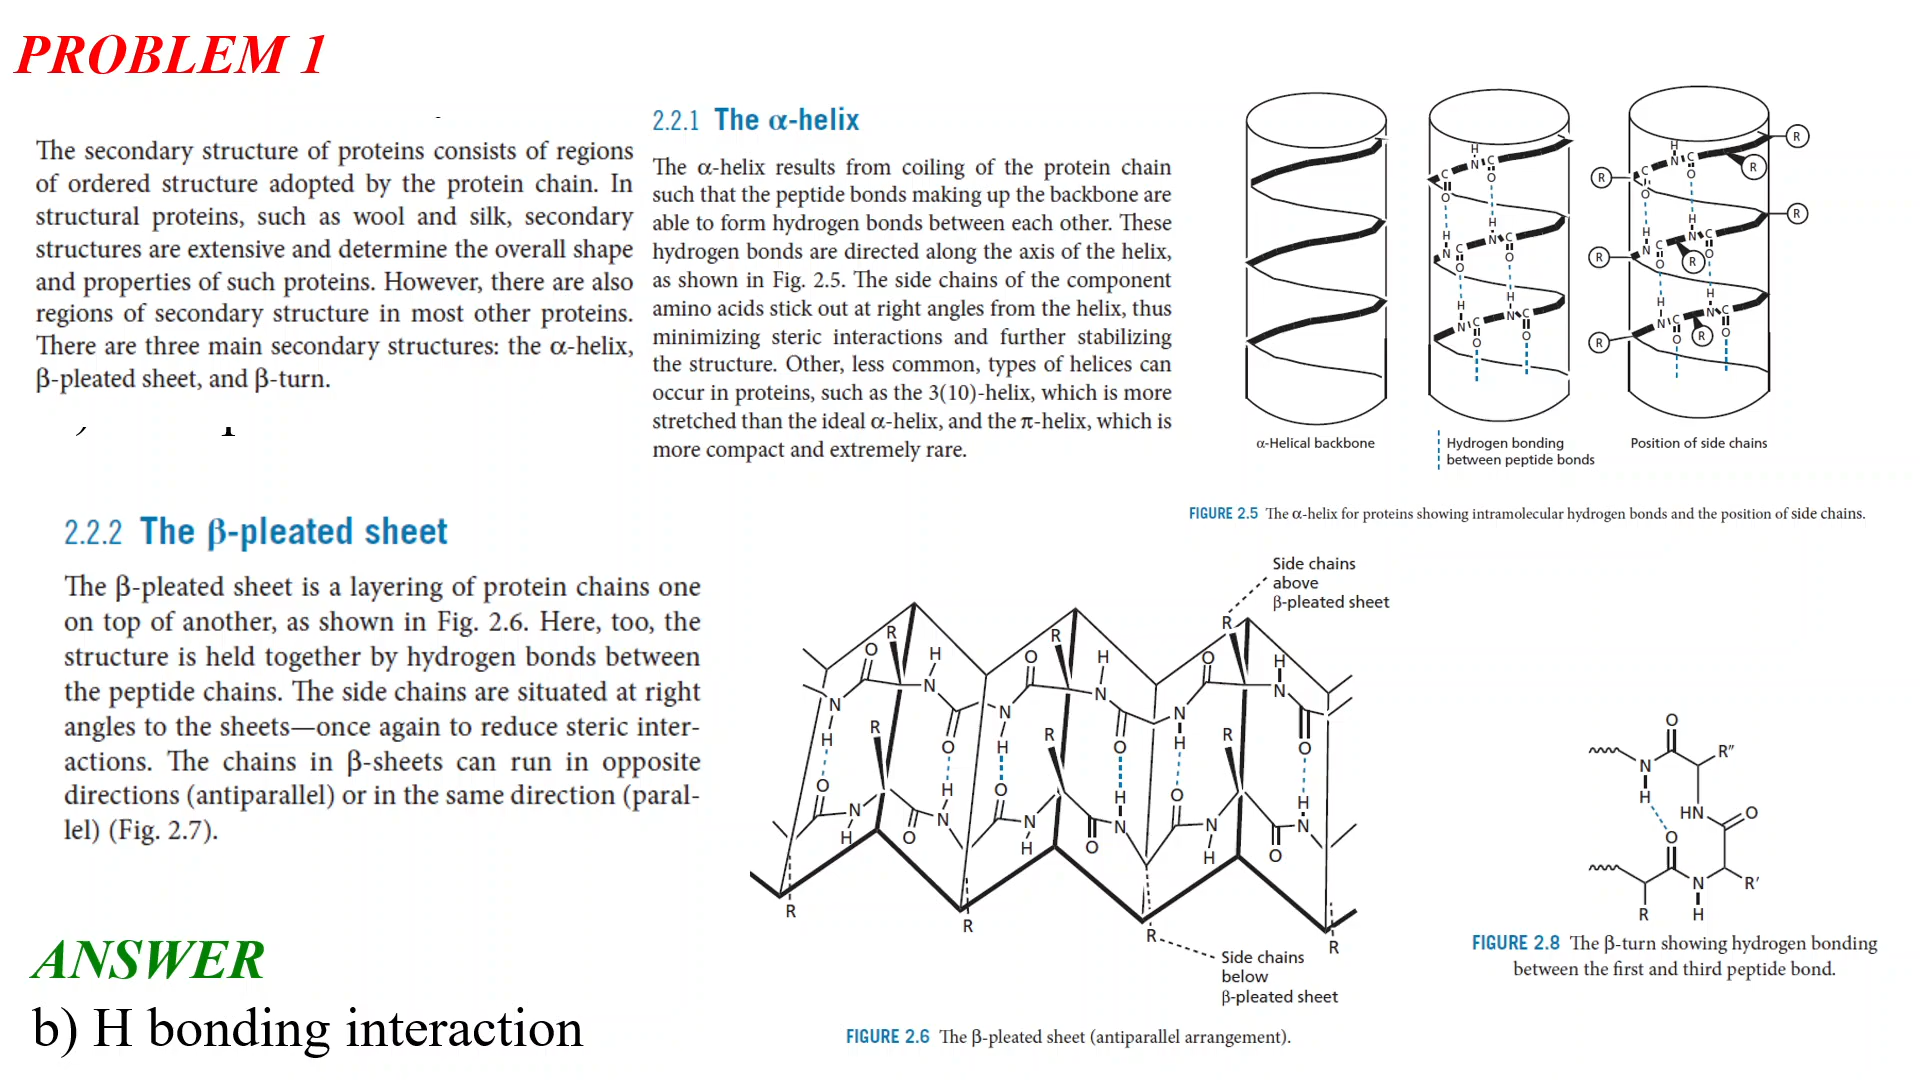 PROBLEM 1
The secondary structure of proteins consists of regions
of ordered structure adopted by the protein chain. In
structural proteins, such as wool and silk, secondary
structures are extensive and determine the overall shape
and properties of such proteins. However, there are also
regions of secondary structure in most other proteins.
There are three main secondary structures: the α-helix,
β-pleated sheet, and β-turn.
2.2.1 The α-helix
The α-helix results from coiling of the protein chain
such that the peptide bonds making up the backbone are
able to form hydrogen bonds between each other. These
hydrogen bonds are directed along the axis of the helix,
as shown in Fig. 2.5. The side chains of the component
amino acids stick out at right angles from the helix, thus
minimizing steric interactions and further stabilizing
the structure. Other, less common, types of helices can
occur in proteins, such as the 3(10)-helix, which is more
stretched than the ideal α-helix, and the π-helix, which is
more compact and extremely rare.
α-Helical backbone
Hydrogen bonding
between peptide bonds
Position of side chains
FIGURE 2.5 The α-helix for proteins showing intramolecular hydrogen bonds and the position of side chains.
2.2.2 The β-pleated sheet
The β-pleated sheet is a layering of protein chains one
on top of another, as shown in Fig. 2.6. Here, too, the
structure is held together by hydrogen bonds between
the peptide chains. The side chains are situated at right
angles to the sheets—once again to reduce steric inter-
actions. The chains in β-sheets can run in opposite
directions (antiparallel) or in the same direction (paral-
lel) (Fig. 2.7).
Side chains
above
β-pleated sheet
Side chains
below
β-pleated sheet
FIGURE 2.6 The β-pleated sheet (antiparallel arrangement).
O
R″
N
H
HN
O
O
N
R′
R
H
FIGURE 2.8 The β-turn showing hydrogen bonding
between the first and third peptide bond.
ANSWER
b) H bonding interaction